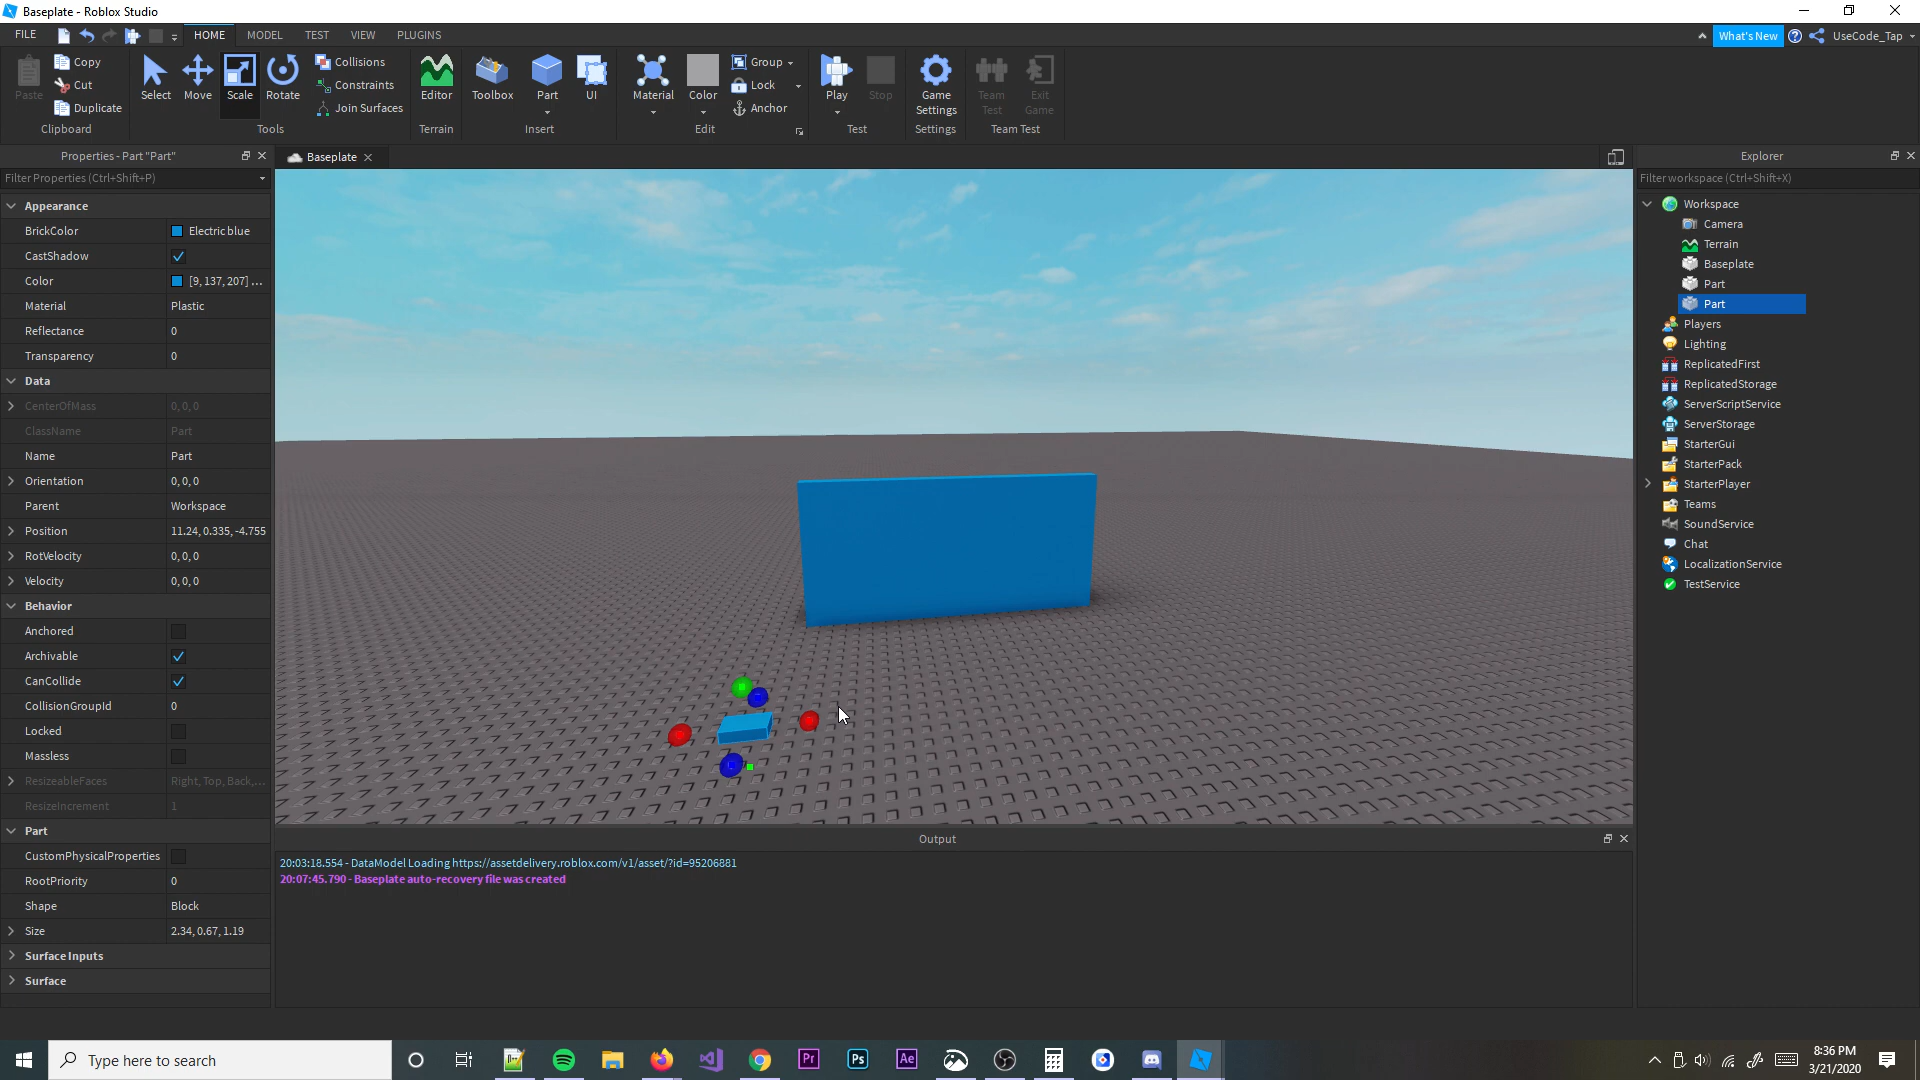 Baseplate - Roblox Studio
FILE HOME MODEL TEST VIEW PLUGINS What's New UseCode_Tap
Paste Copy Cut Duplicate Select Move Scale Rotate Collisions Constraints Join Surfaces Editor Toolbox Part UI Material Color Group Lock Anchor Play Stop Game Settings Team Test Exit Game
Clipboard Tools Terrain Insert Edit Test Settings Team Test
Properties - Part "Part"
Filter Properties (Ctrl+Shift+P)
Appearance
BrickColor Electric blue
CastShadow
Color [9, 137, 207] ...
Material Plastic
Reflectance 0
Transparency 0
Data
CenterOfMass 0, 0, 0
ClassName Part
Name Part
Orientation 0, 0, 0
Parent Workspace
Position 11.24, 0.335, -4.755
RotVelocity 0, 0, 0
Velocity 0, 0, 0
Behavior
Anchored
Archivable
CanCollide
CollisionGroupId 0
Locked
Massless
ResizeableFaces Right, Top, Back,...
ResizeIncrement 1
Part
CustomPhysicalProperties
RootPriority 0
Shape Block
Size 2.34, 0.67, 1.19
Surface Inputs
Surface
Baseplate
Output
20:03:18.554 - DataModel Loading https://assetdelivery.roblox.com/v1/asset/?id=95206881
20:07:45.790 - Baseplate auto-recovery file was created
Explorer
Filter workspace (Ctrl+Shift+X)
Workspace
Camera
Terrain
Baseplate
Part
Part
Players
Lighting
ReplicatedFirst
ReplicatedStorage
ServerScriptService
ServerStorage
StarterGui
StarterPack
StarterPlayer
Teams
SoundService
Chat
LocalizationService
TestService
Type here to search
Pr Ps Ae
8:36 PM
3/21/2020